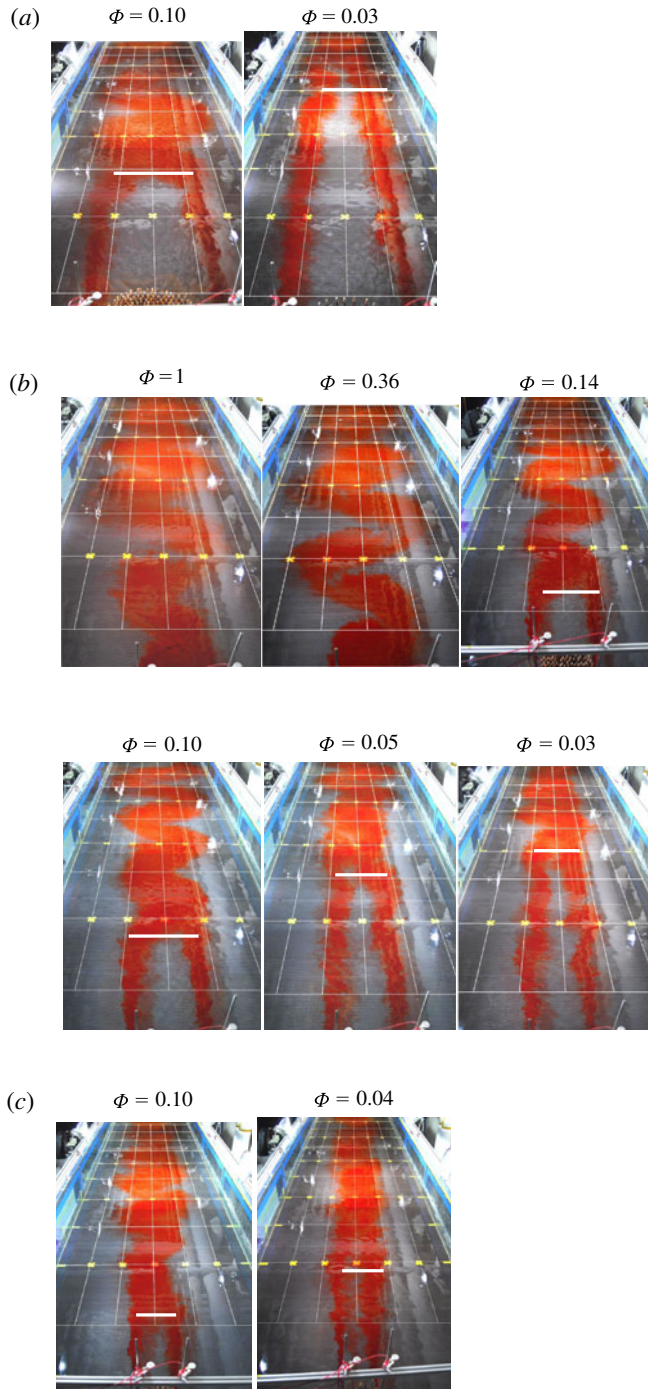 (a)
Φ = 0.10 Φ = 0.03
(b)
Φ =1 Φ = 0.36 Φ = 0.14
Φ = 0.10 Φ = 0.05 Φ = 0.03
(c)
Φ = 0.10 Φ = 0.04